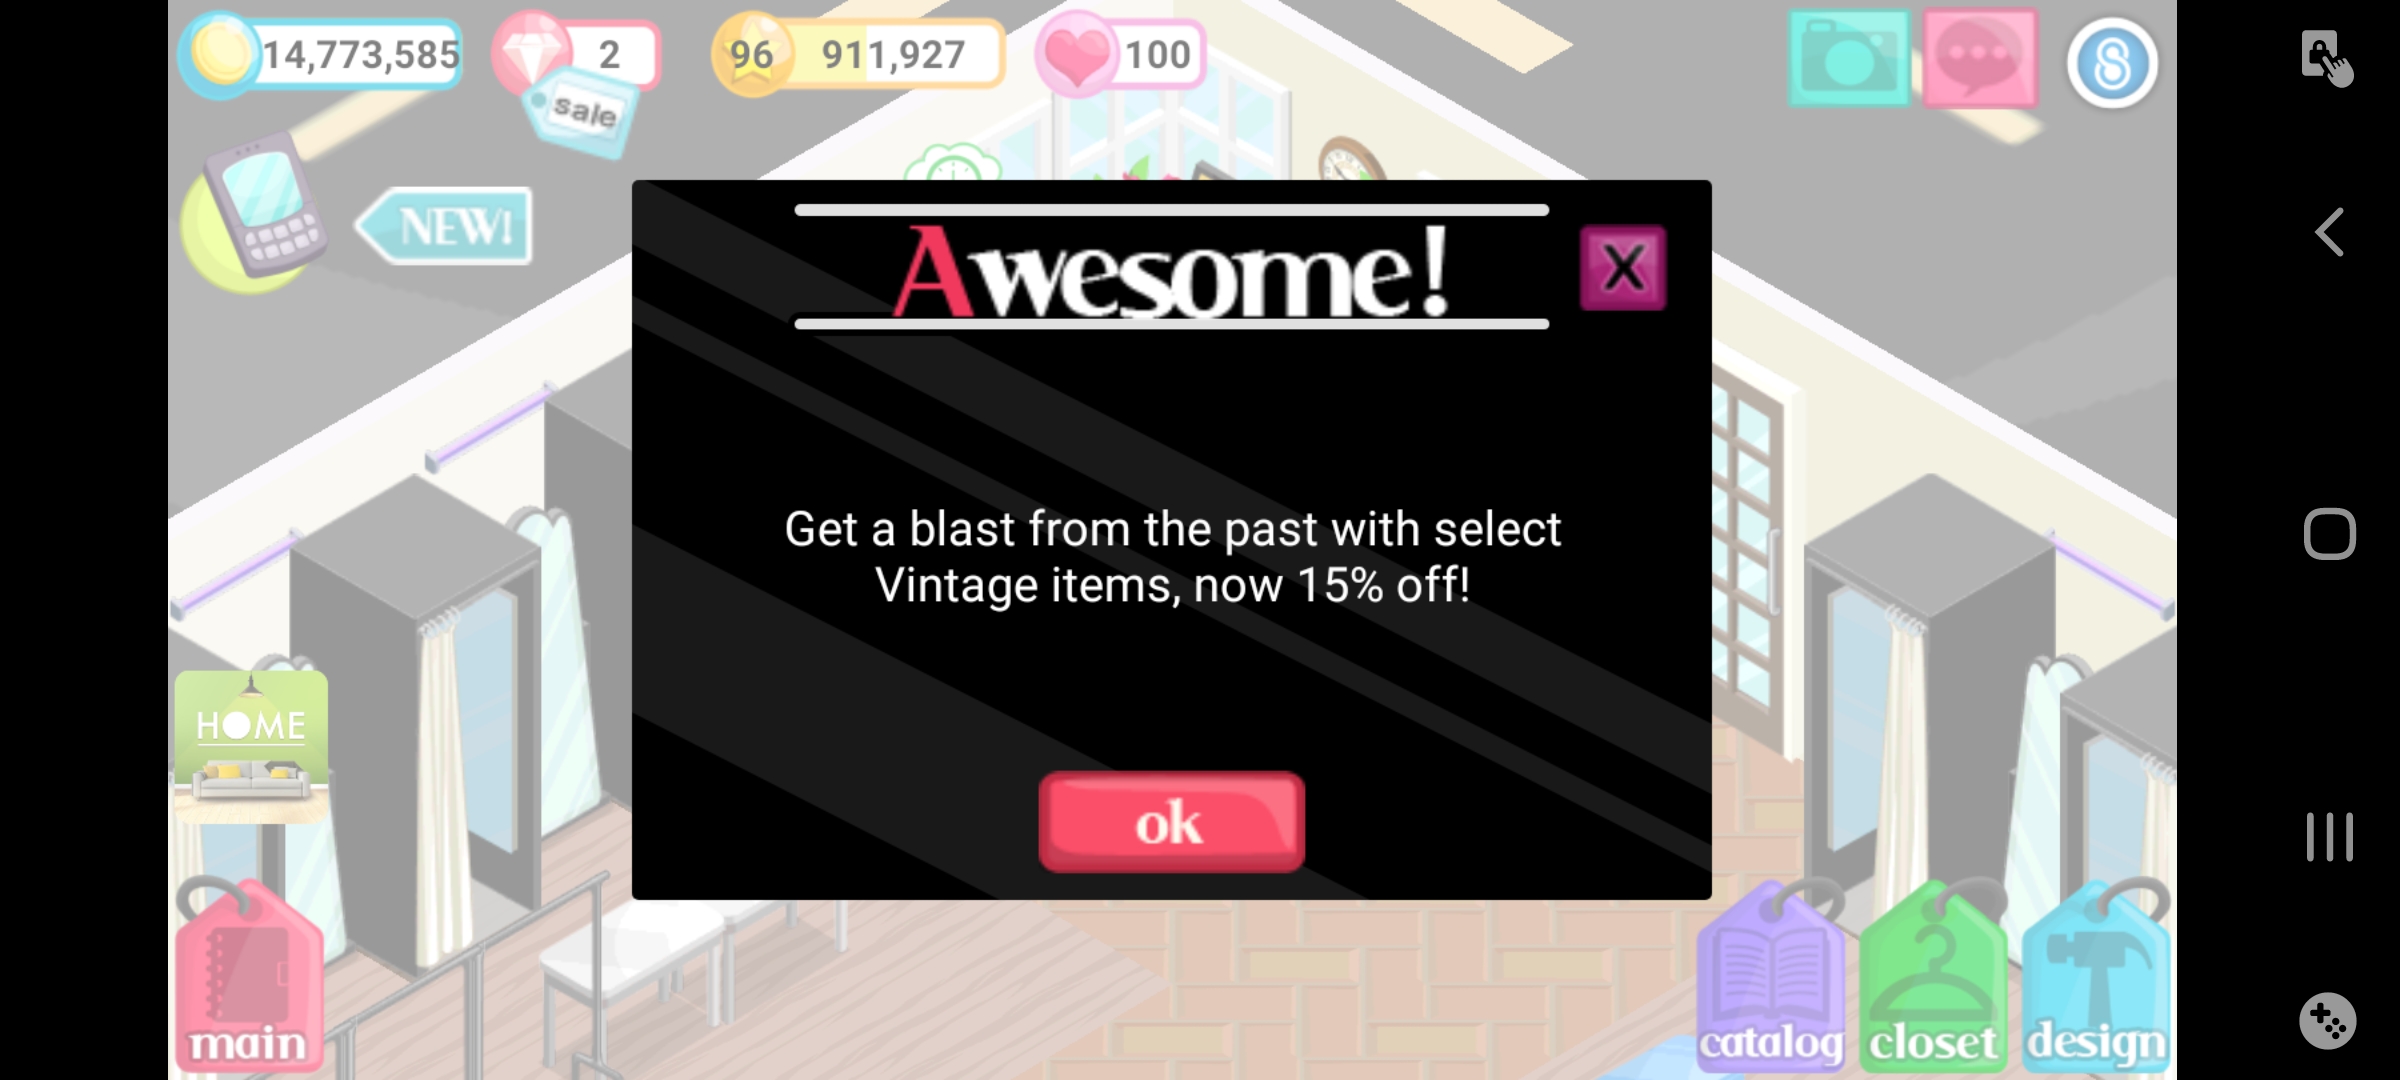 14,773,585
2
96
911,927
100
sale
NEW!
Awesome!
X
Get a blast from the past with select
Vintage items, now 15% off!
HOME
ok
main
catalog
closet
design